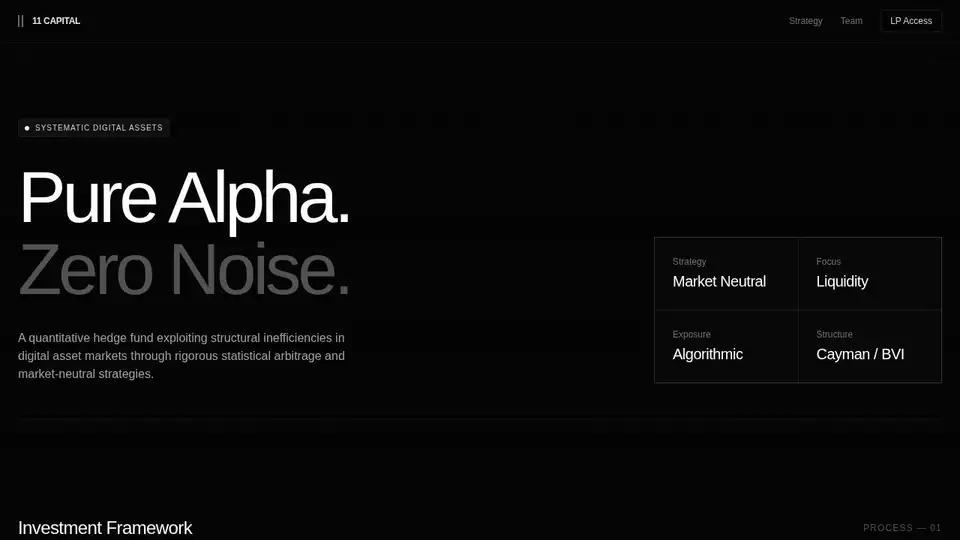 11 CAPITAL
Strategy
Team
LP Access
SYSTEMATIC DIGITAL ASSETS
Pure Alpha.
Zero Noise.
A quantitative hedge fund exploiting structural inefficiencies in
digital asset markets through rigorous statistical arbitrage and
market-neutral strategies.
Strategy
Market Neutral
Focus
Liquidity
Exposure
Algorithmic
Structure
Cayman / BVI
Investment Framework
PROCESS — 01